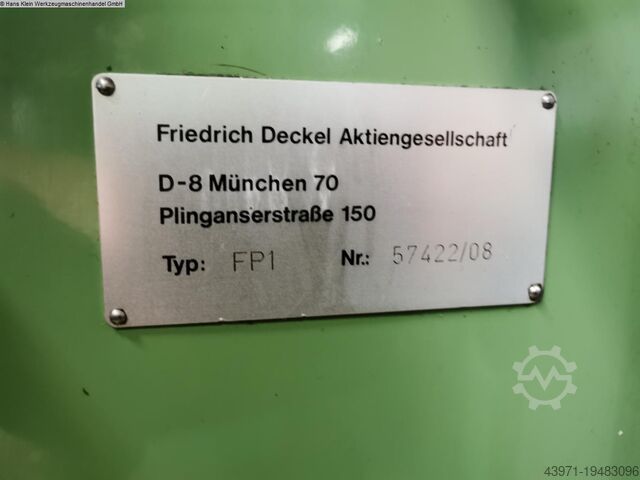 © Hans Klein Werkzeugmaschinenhandel GmbH
Friedrich Deckel Aktiengesellschaft
D-8 München 70
Plinganserstraße 150
Typ: FP1 Nr.: 57422/08
43971-19483096